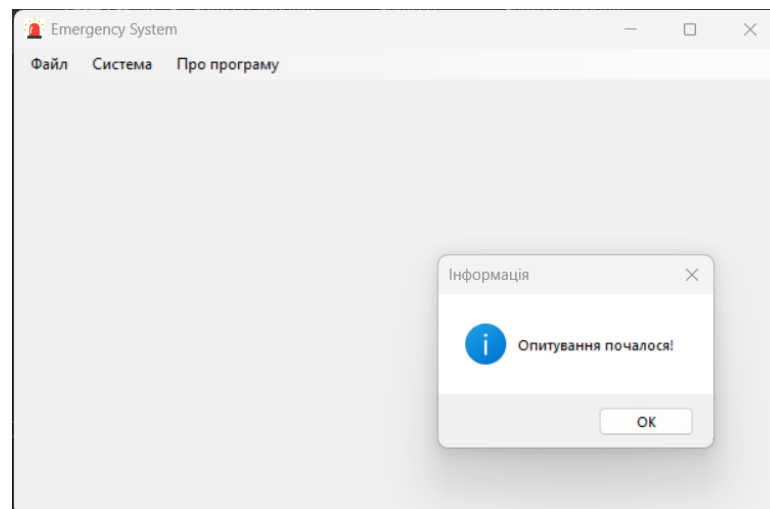 Emergency System
Файл Система Про програму
Інформація
Опитування почалося!
OK